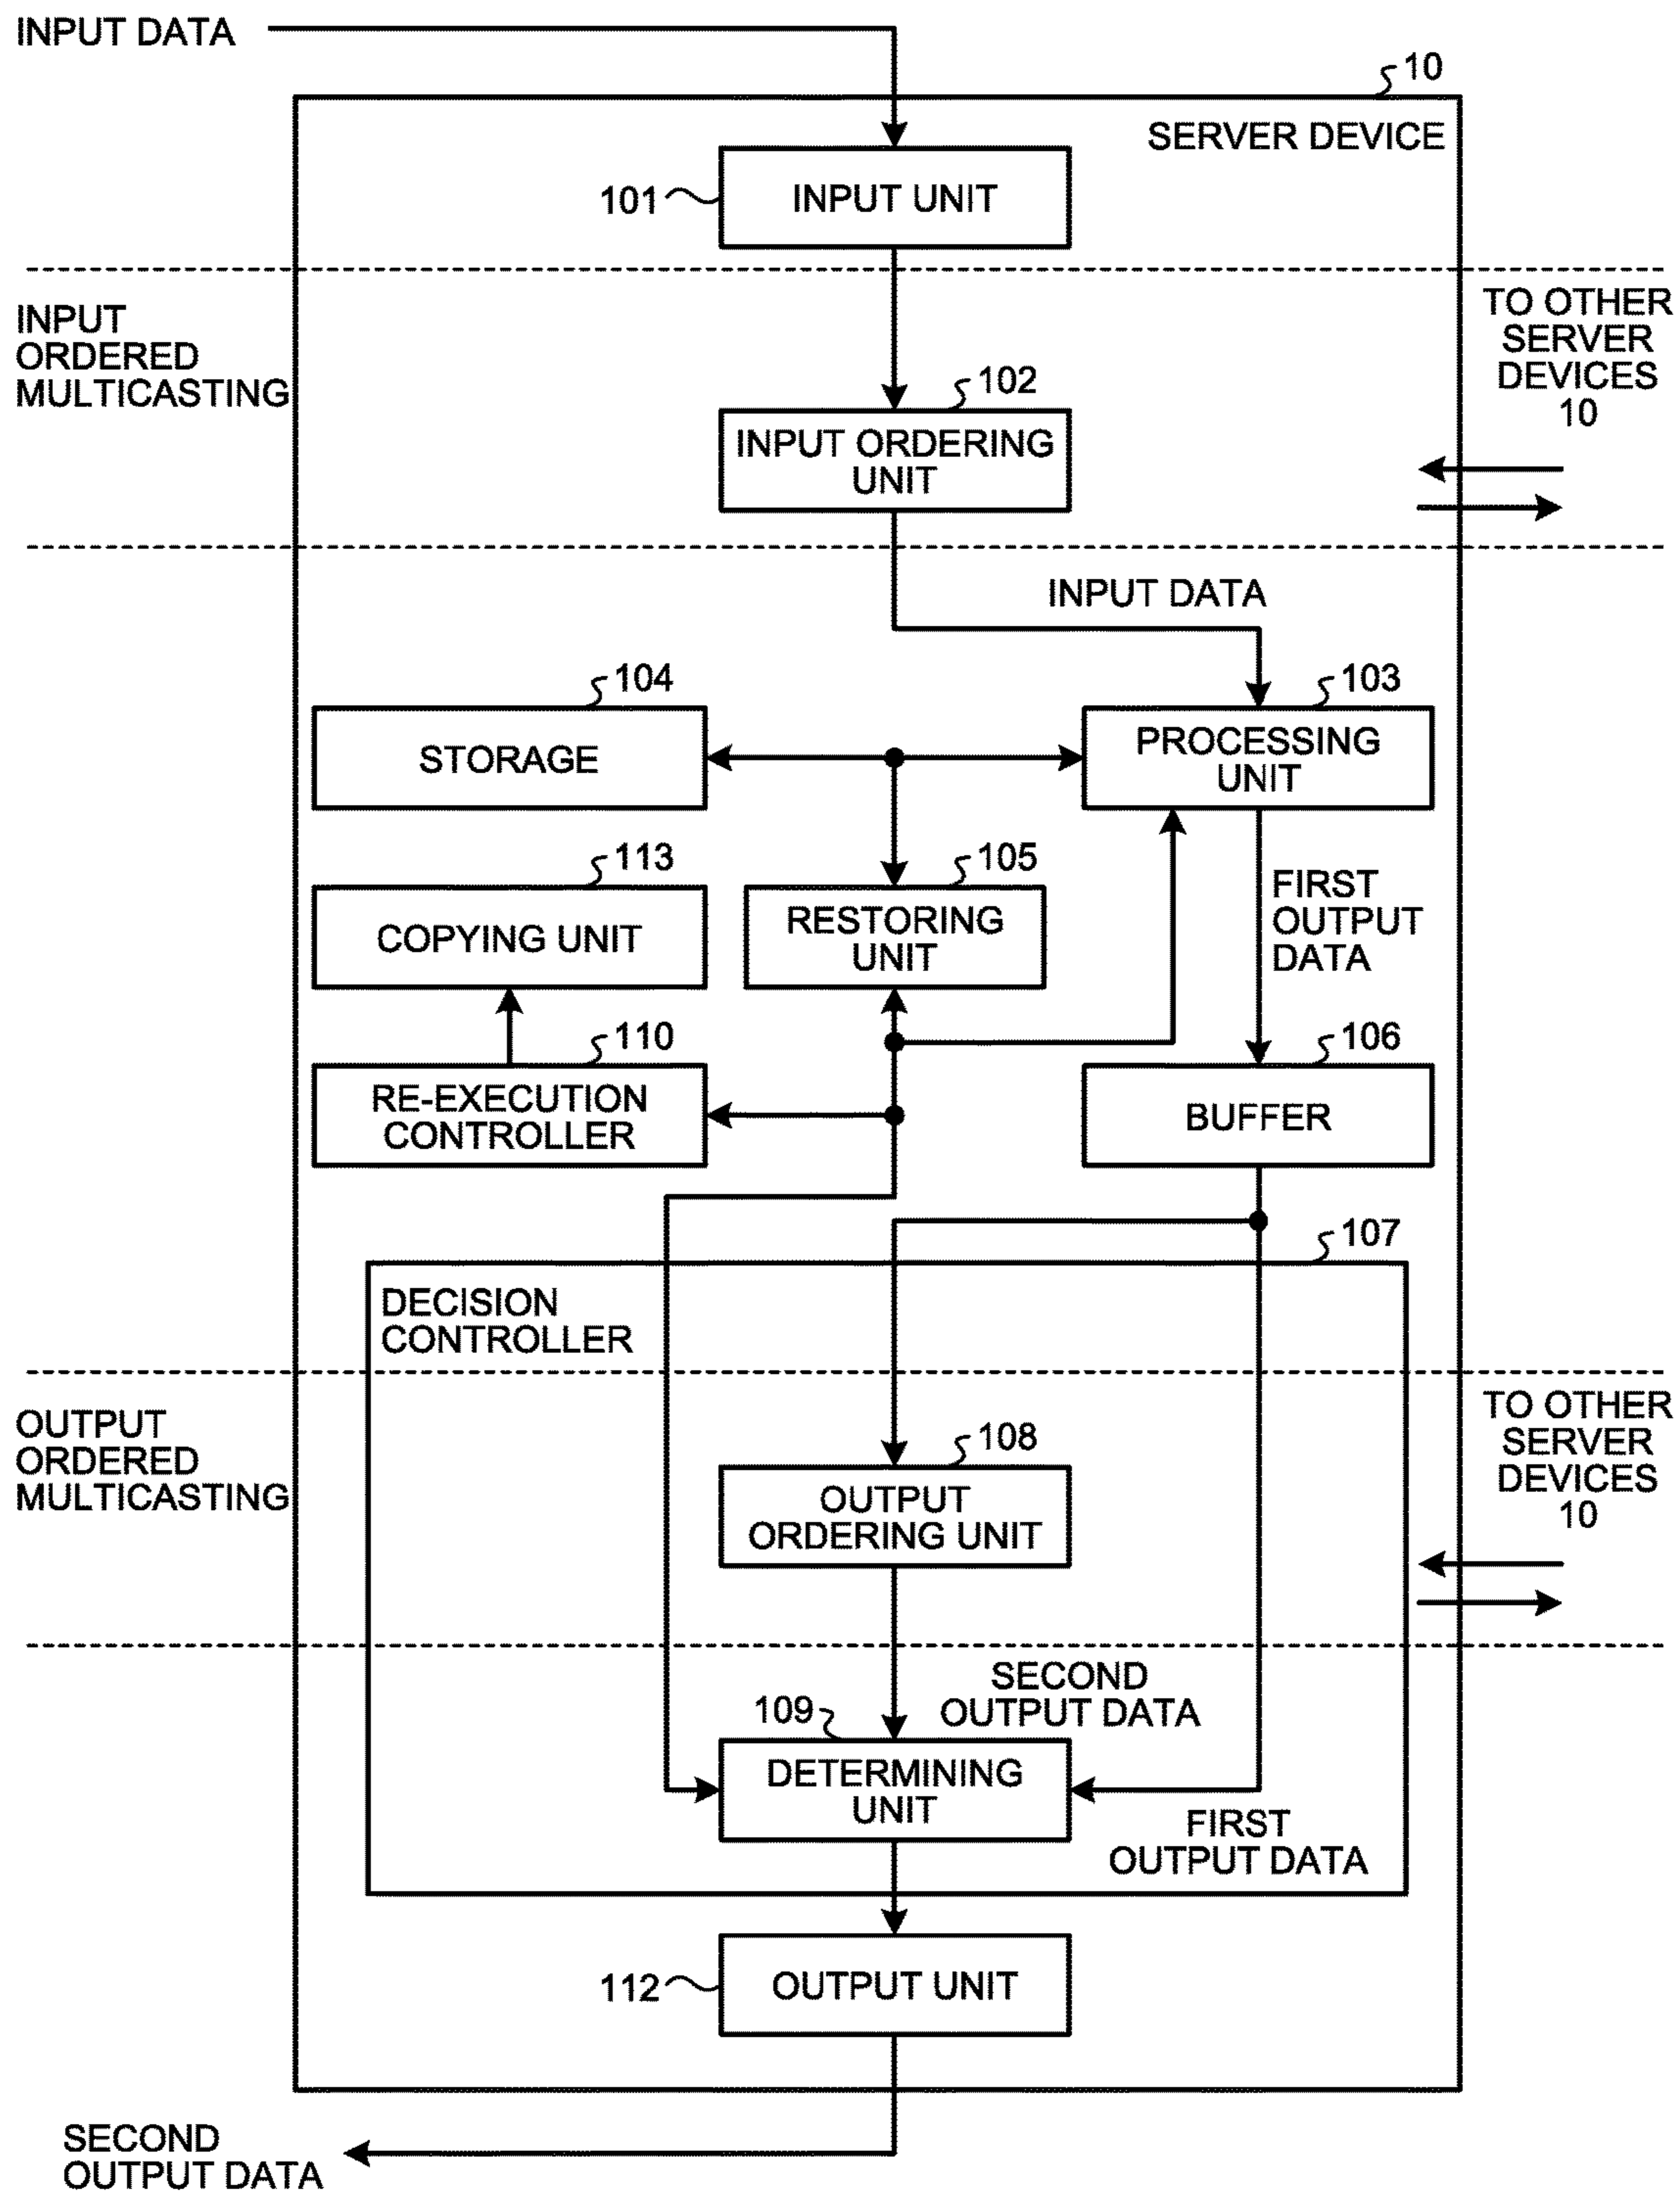 INPUT DATA
10
SERVER DEVICE
101
INPUT UNIT
INPUT
ORDERED
MULTICASTING
TO OTHER
SERVER
DEVICES
10
102
INPUT ORDERING
UNIT
INPUT DATA
104
STORAGE
103
PROCESSING
UNIT
113
COPYING UNIT
105
RESTORING
UNIT
FIRST
OUTPUT
DATA
110
RE-EXECUTION
CONTROLLER
106
BUFFER
107
DECISION
CONTROLLER
OUTPUT
ORDERED
MULTICASTING
TO OTHER
SERVER
DEVICES
10
108
OUTPUT
ORDERING UNIT
SECOND
OUTPUT DATA
109
DETERMINING
UNIT
FIRST
OUTPUT DATA
112
OUTPUT UNIT
SECOND
OUTPUT DATA